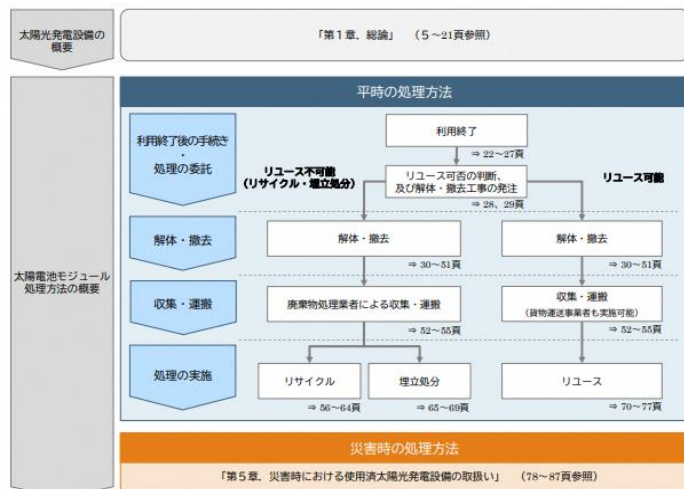 太陽光発電設備の
概要
「第1章．総論」（5～21頁参照）
太陽電池モジュール
処理方法の概要
平時の処理方法
利用終了後の手続き
・
処理の委託
利用終了
⇒ 22～27頁
リユース不可能
（リサイクル・埋立処分）
リユース可否の判断、
及び解体・撤去工事の発注
⇒ 28、29頁
リユース可能
解体・撤去
解体・撤去
⇒ 30～51頁
解体・撤去
⇒ 30～51頁
収集・運搬
廃棄物処理業者による収集・運搬
⇒ 52～55頁
収集・運搬
（貨物運送事業者も実施可能）
⇒ 52～55頁
処理の実施
リサイクル
⇒ 56～64頁
埋立処分
⇒ 65～69頁
リユース
⇒ 70～77頁
災害時の処理方法
「第5章．災害時における使用済太陽光発電設備の取扱い」（78～87頁参照）